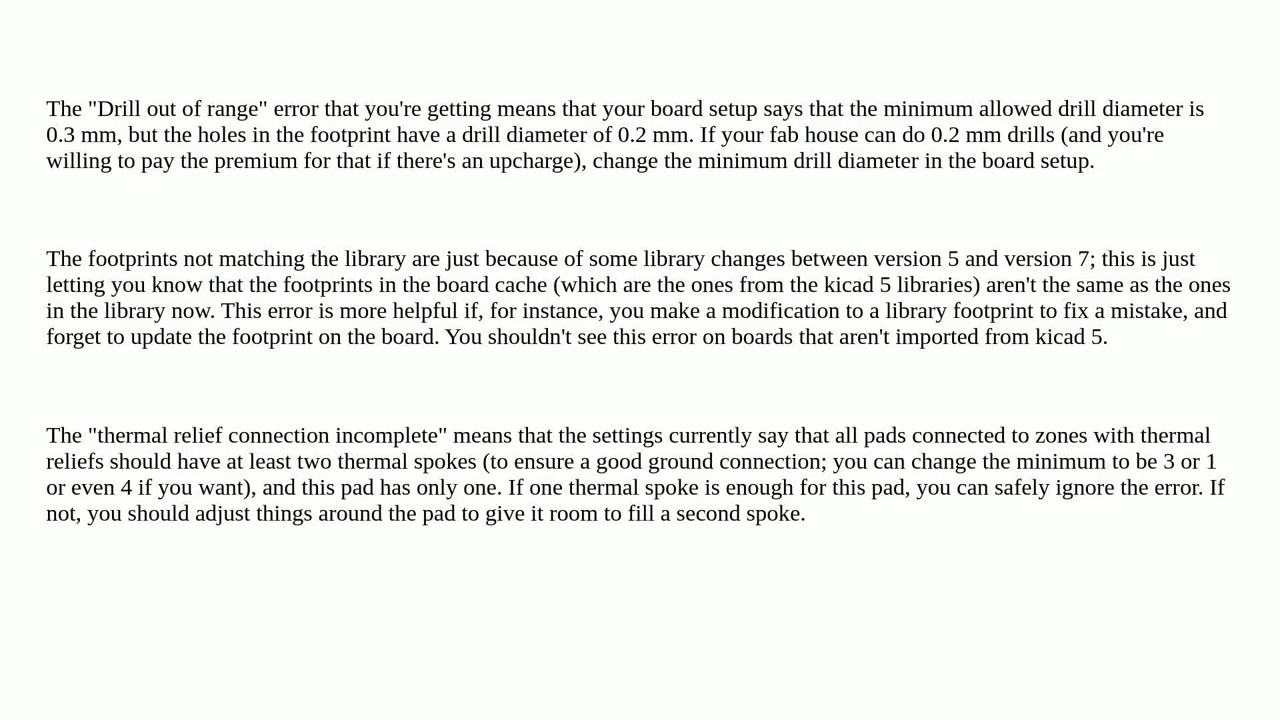 The "Drill out of range" error that you're getting means that your board setup says that the minimum allowed drill diameter is
0.3 mm, but the holes in the footprint have a drill diameter of 0.2 mm. If your fab house can do 0.2 mm drills (and you're
willing to pay the premium for that if there's an upcharge), change the minimum drill diameter in the board setup.
The footprints not matching the library are just because of some library changes between version 5 and version 7; this is just
letting you know that the footprints in the board cache (which are the ones from the kicad 5 libraries) aren't the same as the ones
in the library now. This error is more helpful if, for instance, you make a modification to a library footprint to fix a mistake, and
forget to update the footprint on the board. You shouldn't see this error on boards that aren't imported from kicad 5.
The "thermal relief connection incomplete" means that the settings currently say that all pads connected to zones with thermal
reliefs should have at least two thermal spokes (to ensure a good ground connection; you can change the minimum to be 3 or 1
or even 4 if you want), and this pad has only one. If one thermal spoke is enough for this pad, you can safely ignore the error. If
not, you should adjust things around the pad to give it room to fill a second spoke.